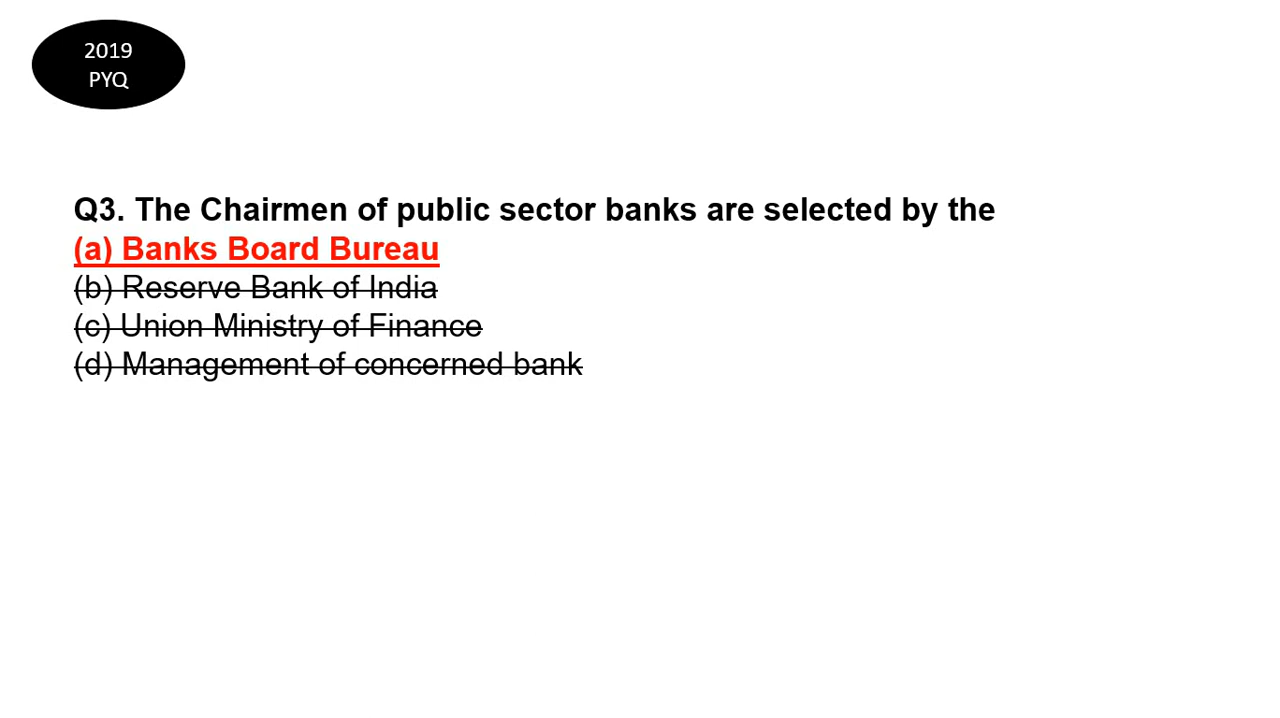 2019
PYQ
Q3. The Chairmen of public sector banks are selected by the
(a) Banks Board Bureau
(b) Reserve Bank of India
(c) Union Ministry of Finance
(d) Management of concerned bank